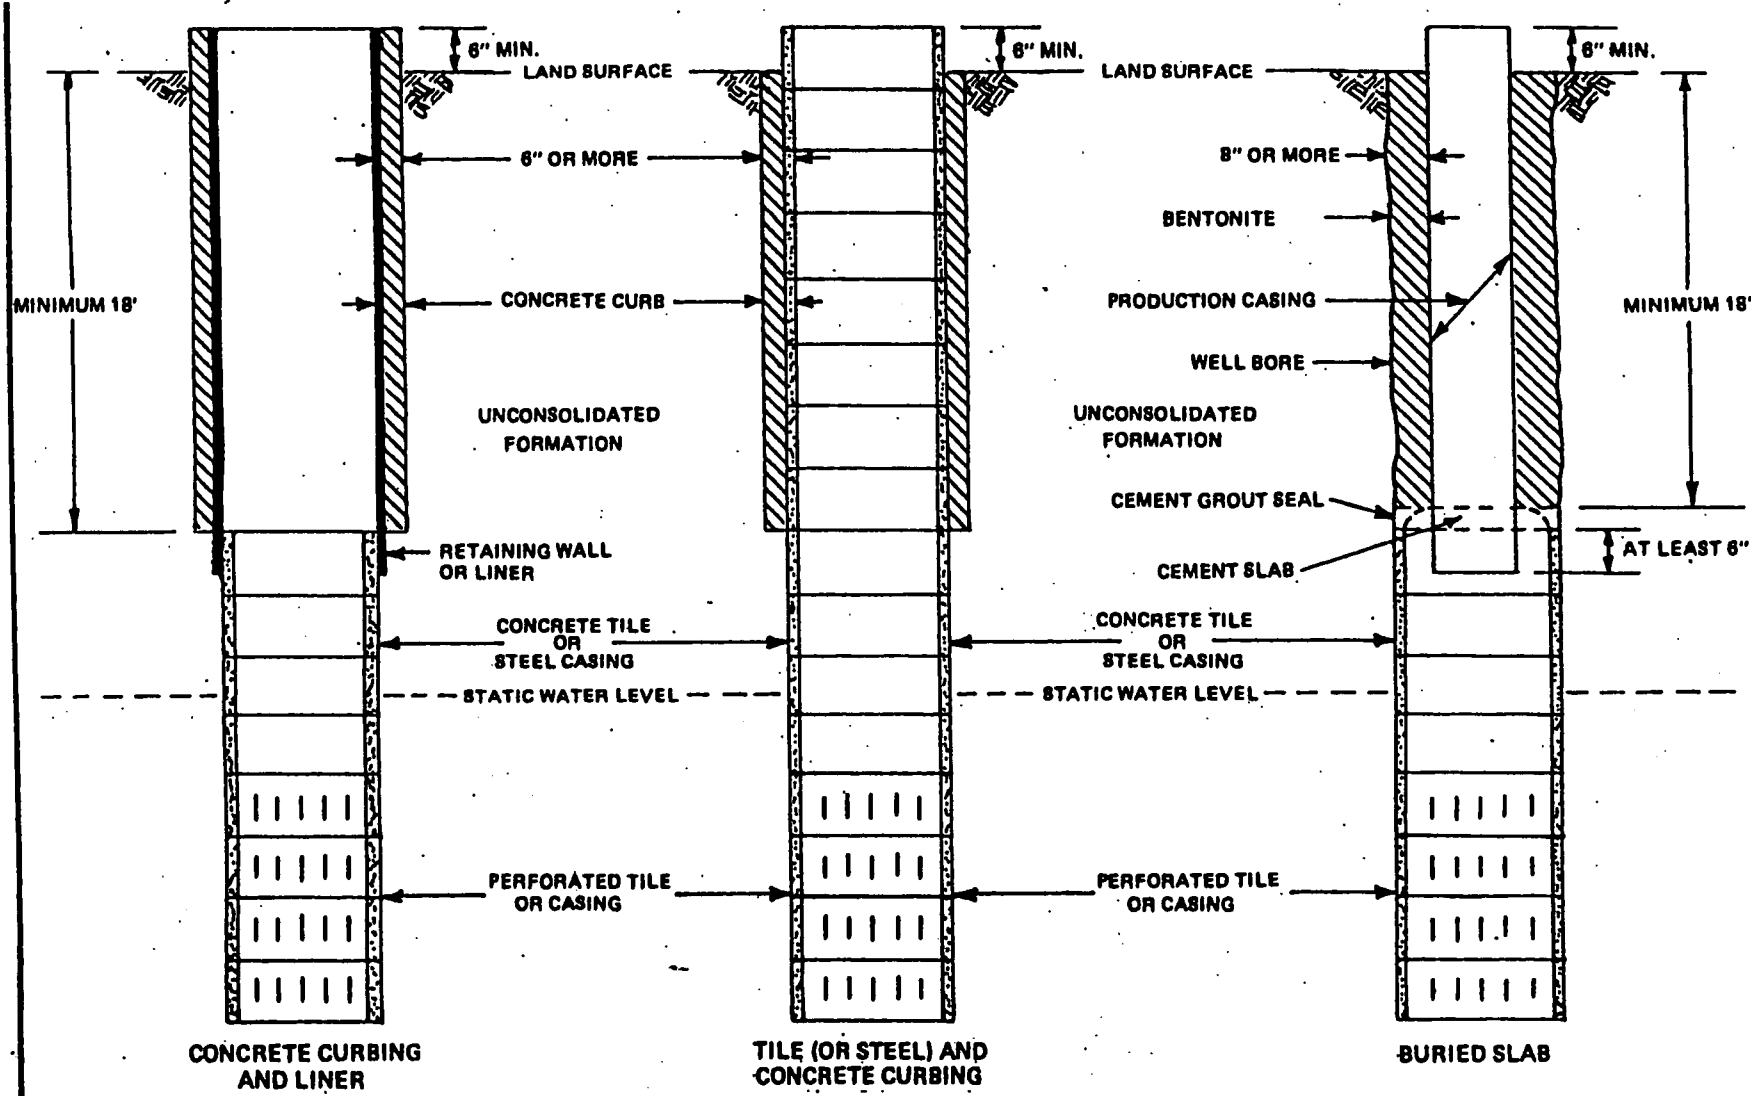 6" MIN.
6" MIN.
6" MIN.
LAND SURFACE
LAND SURFACE
6" OR MORE
8" OR MORE
BENTONITE
MINIMUM 18'
CONCRETE CURB
PRODUCTION CASING
MINIMUM 18'
WELL BORE
UNCONSOLIDATED
FORMATION
UNCONSOLIDATED
FORMATION
CEMENT GROUT SEAL
RETAINING WALL
OR LINER
CEMENT SLAB
AT LEAST 6"
CONCRETE TILE
OR
STEEL CASING
CONCRETE TILE
OR
STEEL CASING
STATIC WATER LEVEL
STATIC WATER LEVEL
PERFORATED TILE
OR CASING
PERFORATED TILE
OR CASING
CONCRETE CURBING
AND LINER
TILE (OR STEEL) AND
CONCRETE CURBING
BURIED SLAB